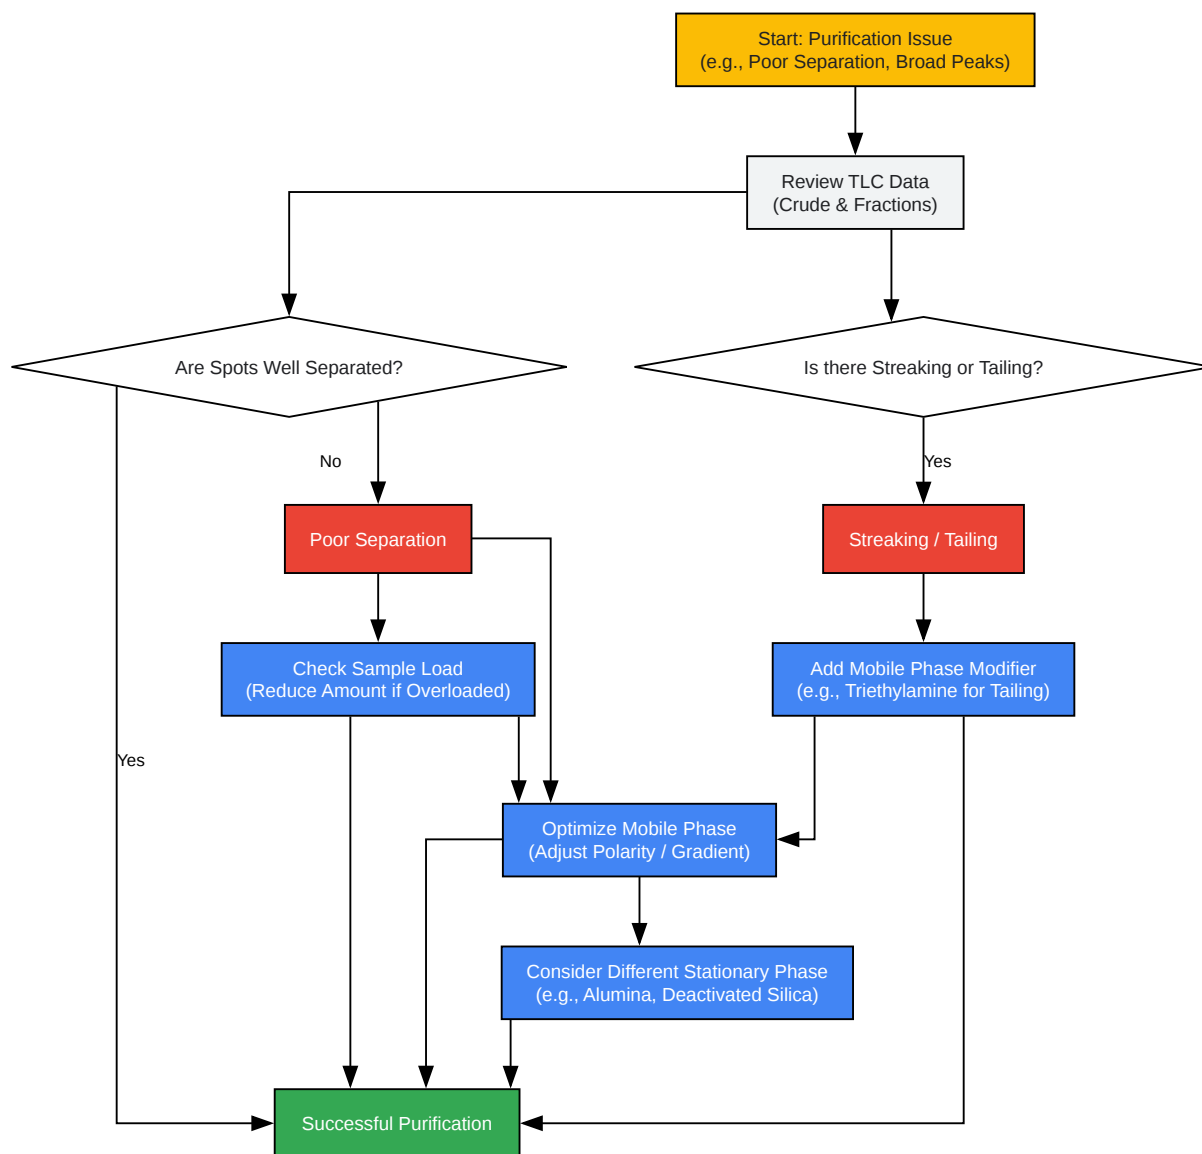 Start: Purification Issue
(e.g., Poor Separation, Broad Peaks)
Review TLC Data
(Crude & Fractions)
Are Spots Well Separated?
Is there Streaking or Tailing?
No
Yes
Poor Separation
Streaking / Tailing
Check Sample Load
(Reduce Amount if Overloaded)
Add Mobile Phase Modifier
(e.g., Triethylamine for Tailing)
Yes
Optimize Mobile Phase
(Adjust Polarity / Gradient)
Consider Different Stationary Phase
(e.g., Alumina, Deactivated Silica)
Successful Purification